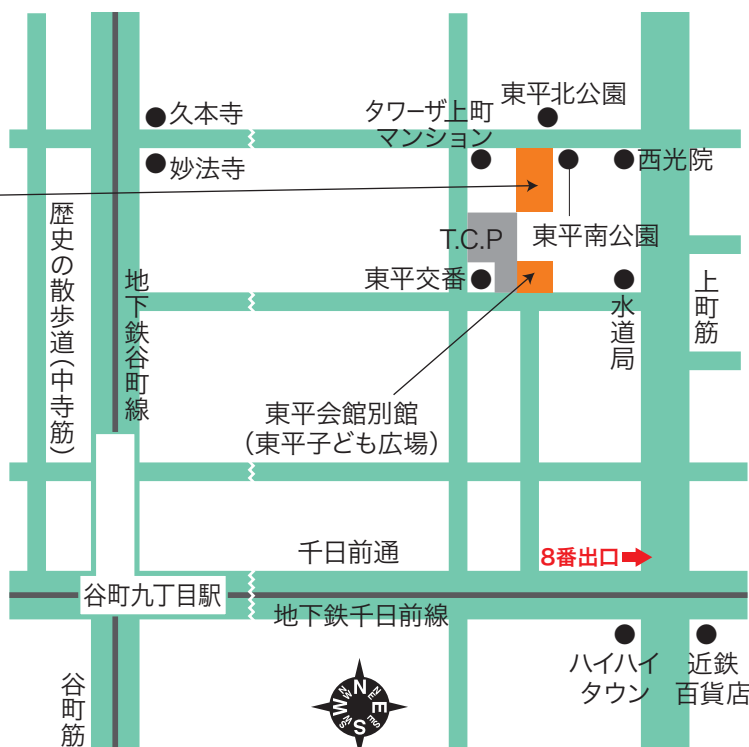 東平北公園
タワーザ上町
マンション
久本寺
妙法寺
西光院
T.C.P
東平南公園
東平交番
水道局
上町筋
歴史の散歩道(中寺筋)
地下鉄谷町線
東平会館別館
(東平子ども広場)
千日前通
8番出口
谷町九丁目駅
地下鉄千日前線
ハイハイ
タウン
近鉄
百貨店
谷町筋
N
NE
E
SE
S
SW
W
NW